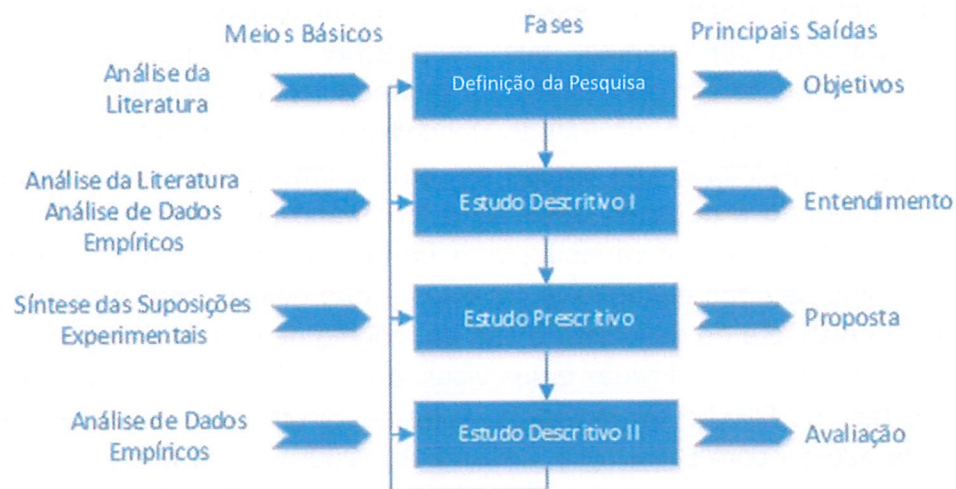 Meios Básicos
Fases
Principais Saídas
Análise da
Literatura
Definição da Pesquisa
Objetivos
Análise da Literatura
Análise de Dados
Empíricos
Estudo Descritivo I
Entendimento
Síntese das Suposições
Experimentais
Estudo Prescritivo
Proposta
Análise de Dados
Empíricos
Estudo Descritivo II
Avaliação